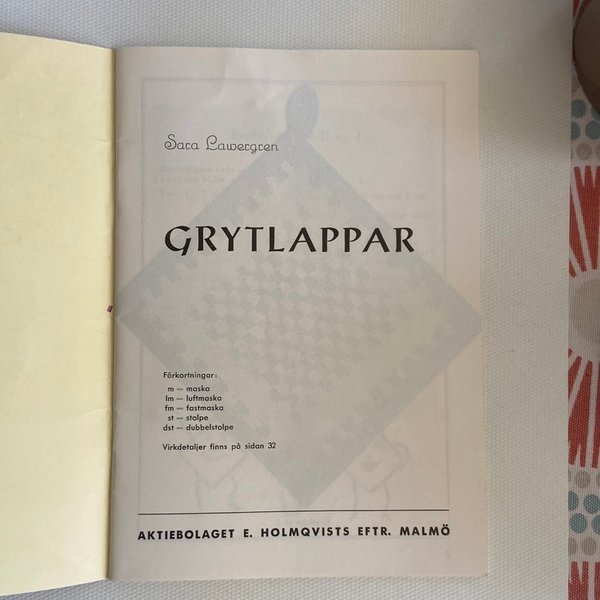 Sara Lawergren
GRYTLAPPAR
Förkortningar:
m — maska
lm — luftmaska
fm — fastmaska
st — stolpe
dst — dubbelstolpe
Virkdetaljer finns på sidan 32
AKTIEBOLAGET E. HOLMQVISTS EFTR. MALMÖ